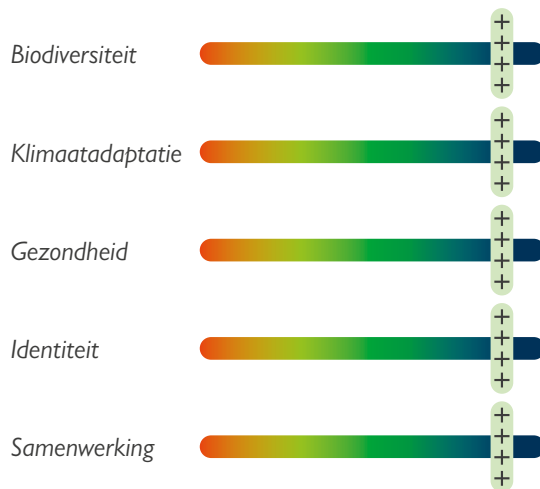 Biodiversiteit ++++
Klimaatadaptatie ++++
Gezondheid ++++
Identiteit ++++
Samenwerking ++++